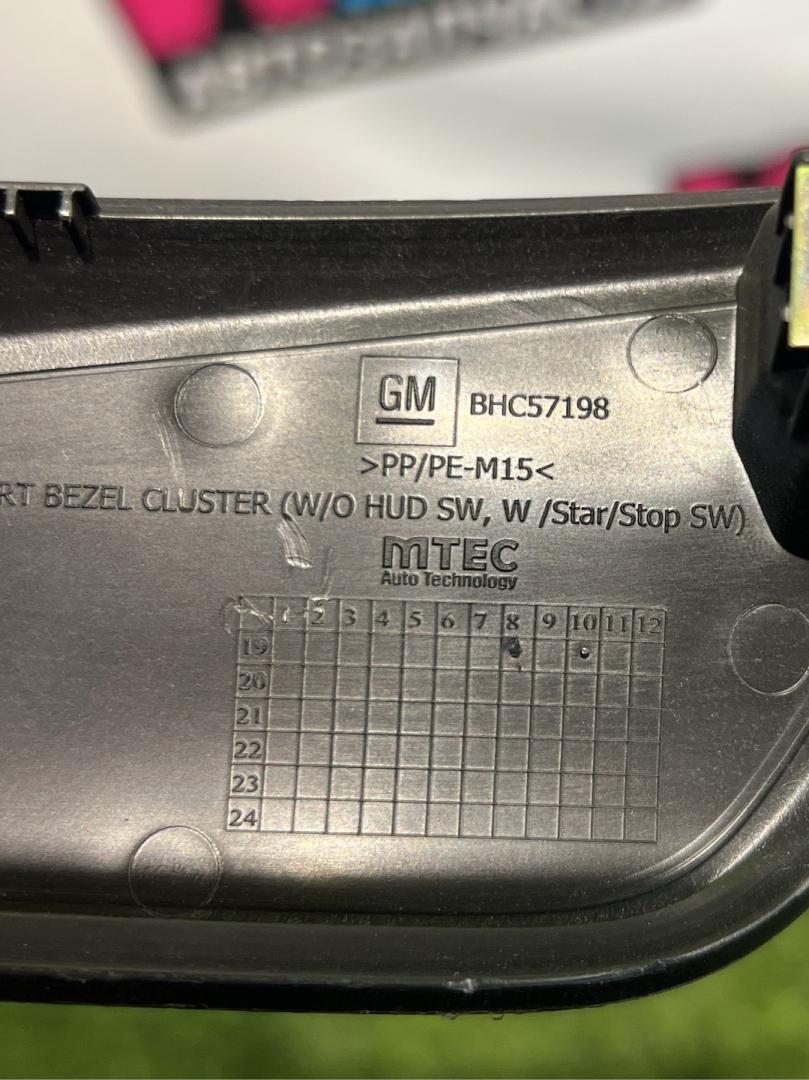 GM BHC57198
>PP/PE-M15<
RT BEZEL CLUSTER (W/O HUD SW, W /Star/Stop SW)
MTEC
Auto Technology
1 2 3 4 5 6 7 8 9 10 11 12
19
20
21
22
23
24